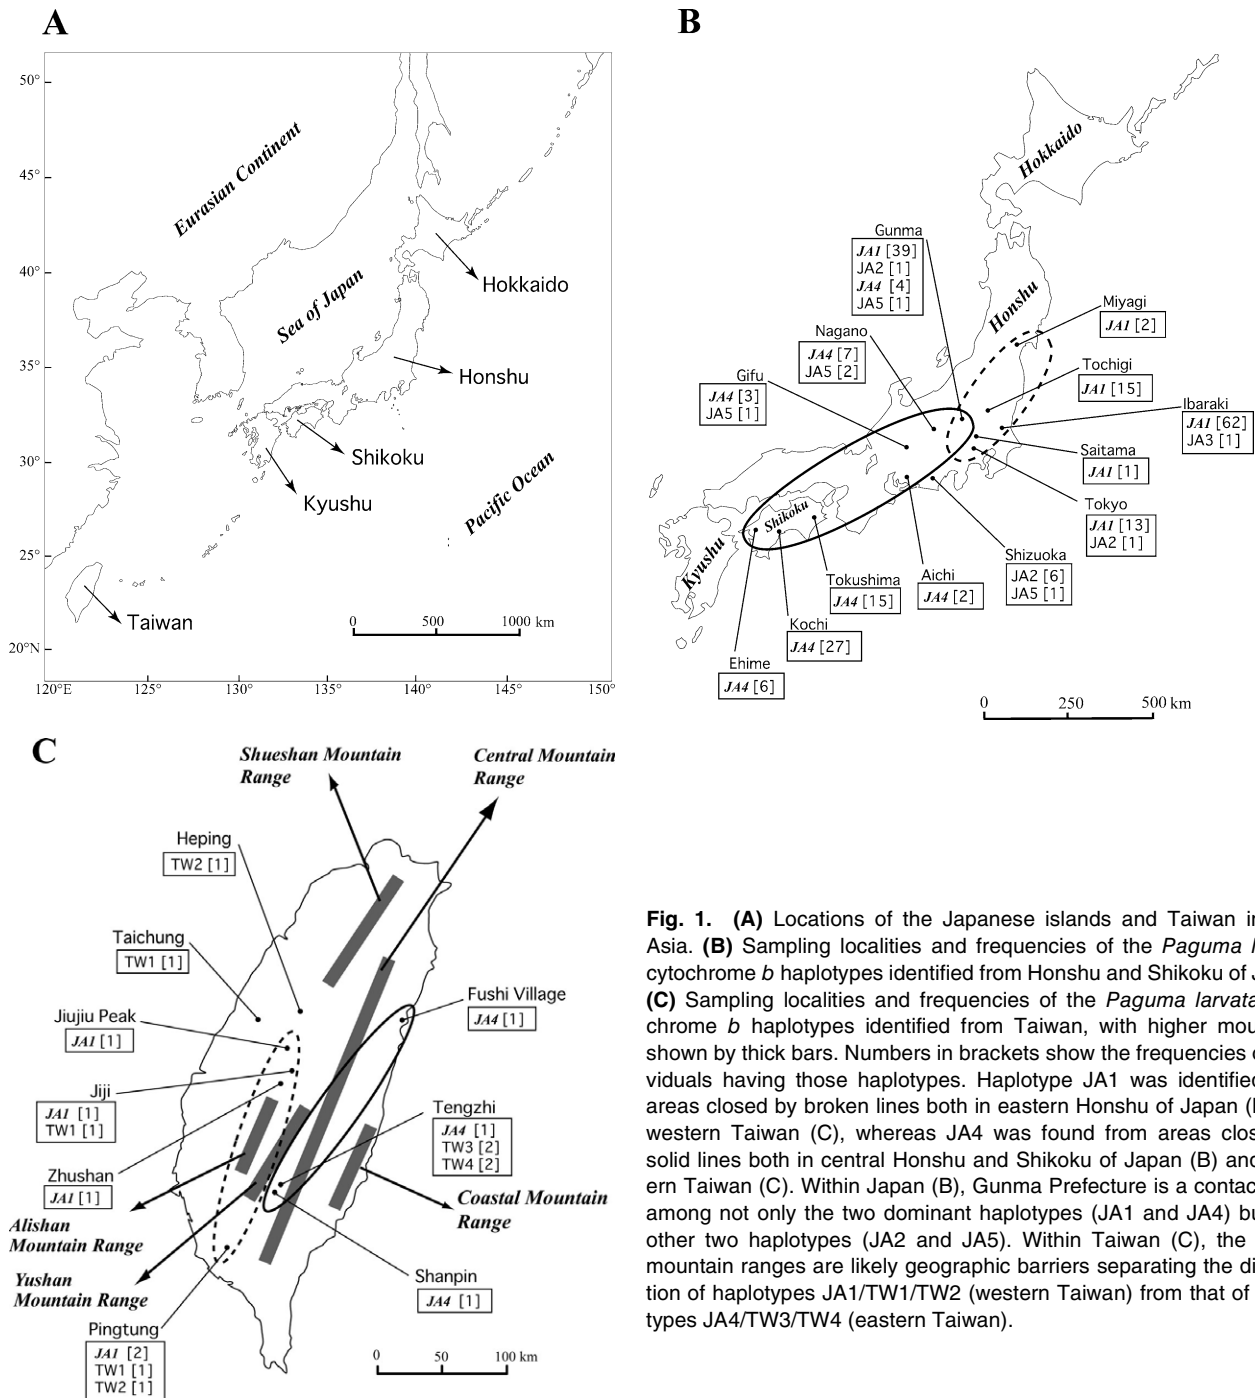 A
50°
45°
40°
35°
30°
25°
20°N
120°E
125°
130°
135°
140°
145°
150°
Eurasian Continent
Sea of Japan
Pacific Ocean
Hokkaido
Honshu
Shikoku
Kyushu
Taiwan
0 500 1000 km
B
Hokkaido
Honshu
Shikoku
Kyushu
Gunma
JA1 [39]
JA2 [1]
JA4 [4]
JA5 [1]
Nagano
JA4 [7]
JA5 [2]
Gifu
JA4 [3]
JA5 [1]
Miyagi
JA1 [2]
Tochigi
JA1 [15]
Ibaraki
JA1 [62]
JA3 [1]
Saitama
JA1 [1]
Tokyo
JA1 [13]
JA2 [1]
Shizuoka
JA2 [6]
JA5 [1]
Aichi
JA4 [2]
Tokushima
JA4 [15]
Kochi
JA4 [27]
Ehime
JA4 [6]
0 250 500 km
C
Shueshan Mountain
Range
Central Mountain
Range
Heping
TW2 [1]
Taichung
TW1 [1]
Jiujiu Peak
JA1 [1]
Jiji
JA1 [1]
TW1 [1]
Zhushan
JA1 [1]
Alishan
Mountain Range
Yushan
Mountain Range
Pingtung
JA1 [2]
TW1 [1]
TW2 [1]
Fushi Village
JA4 [1]
Tengzhi
JA4 [1]
TW3 [2]
TW4 [2]
Coastal Mountain
Range
Shanpin
JA4 [1]
0 50 100 km
Fig. 1. (A) Locations of the Japanese islands and Taiwan in
Asia. (B) Sampling localities and frequencies of the Paguma l
cytochrome b haplotypes identified from Honshu and Shikoku of J
(C) Sampling localities and frequencies of the Paguma larvata
chrome b haplotypes identified from Taiwan, with higher mou
shown by thick bars. Numbers in brackets show the frequencies o
viduals having those haplotypes. Haplotype JA1 was identified
areas closed by broken lines both in eastern Honshu of Japan (
western Taiwan (C), whereas JA4 was found from areas clos
solid lines both in central Honshu and Shikoku of Japan (B) and
ern Taiwan (C). Within Japan (B), Gunma Prefecture is a contac
among not only the two dominant haplotypes (JA1 and JA4) bu
other two haplotypes (JA2 and JA5). Within Taiwan (C), the
mountain ranges are likely geographic barriers separating the di
tion of haplotypes JA1/TW1/TW2 (western Taiwan) from that of
types JA4/TW3/TW4 (eastern Taiwan).